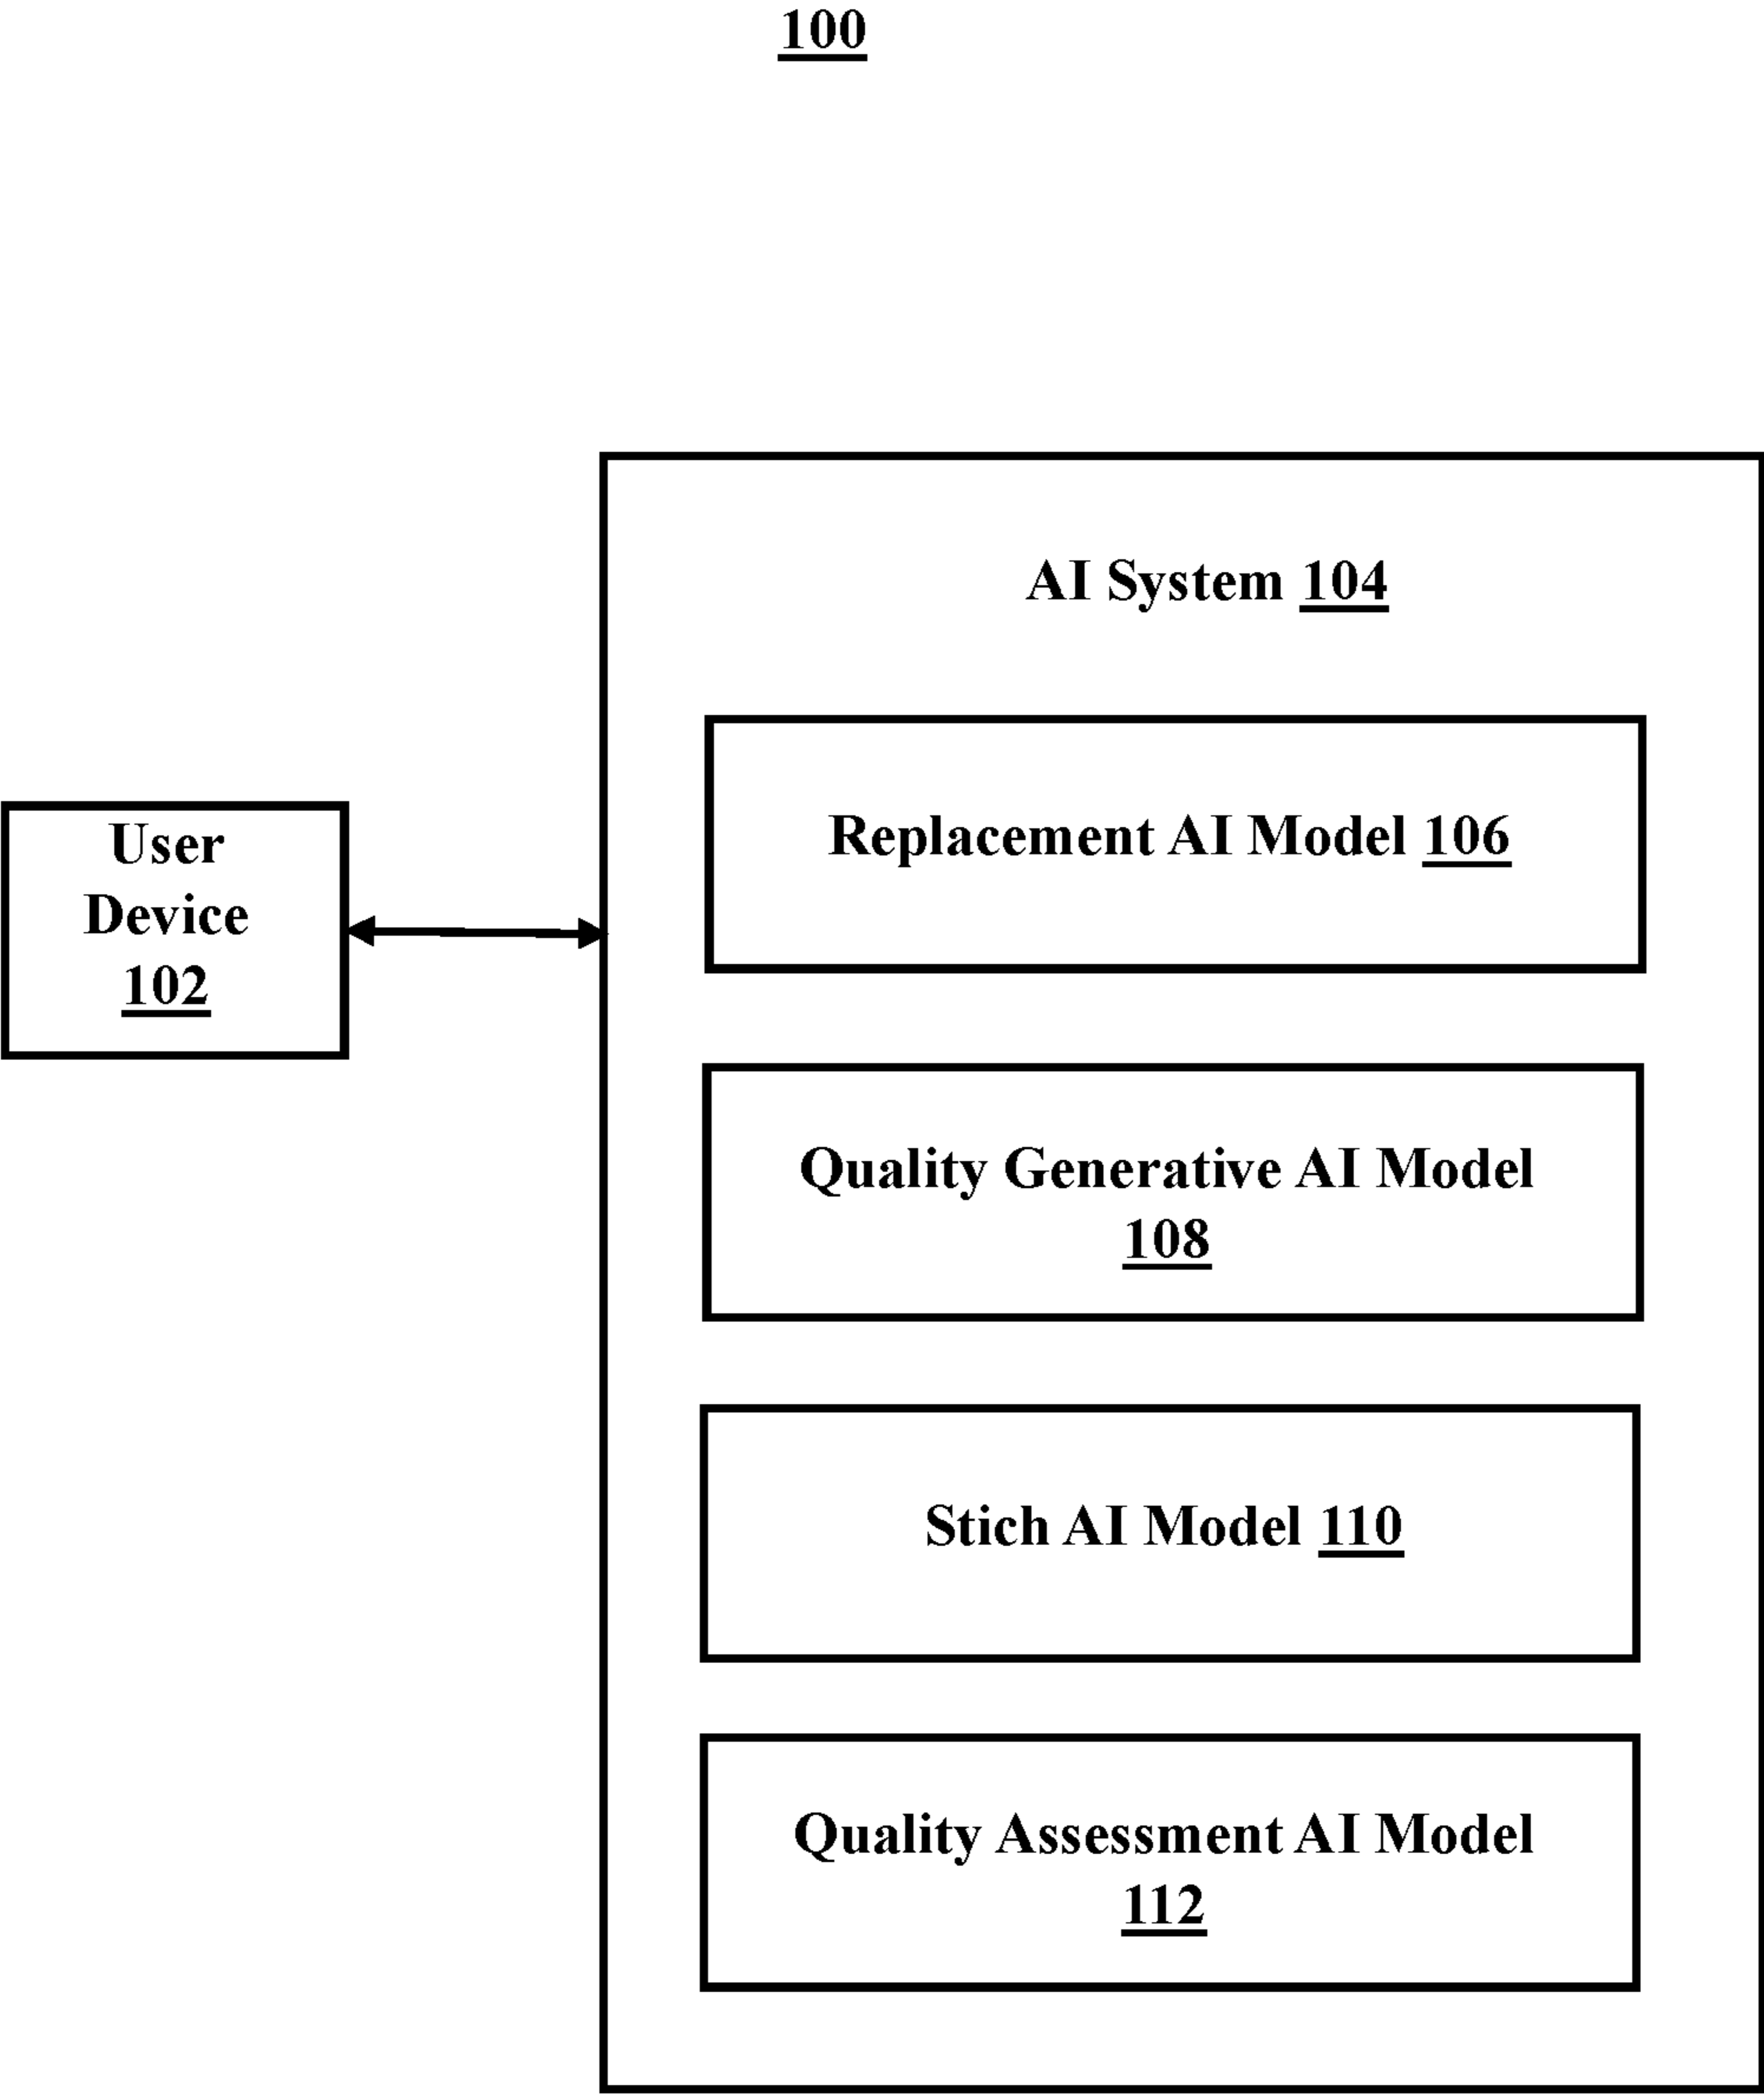 100
AI System 104
Replacement AI Model 106
User
Device
102
Quality Generative AI Model
108
Stich AI Model 110
Quality Assessment AI Model
112